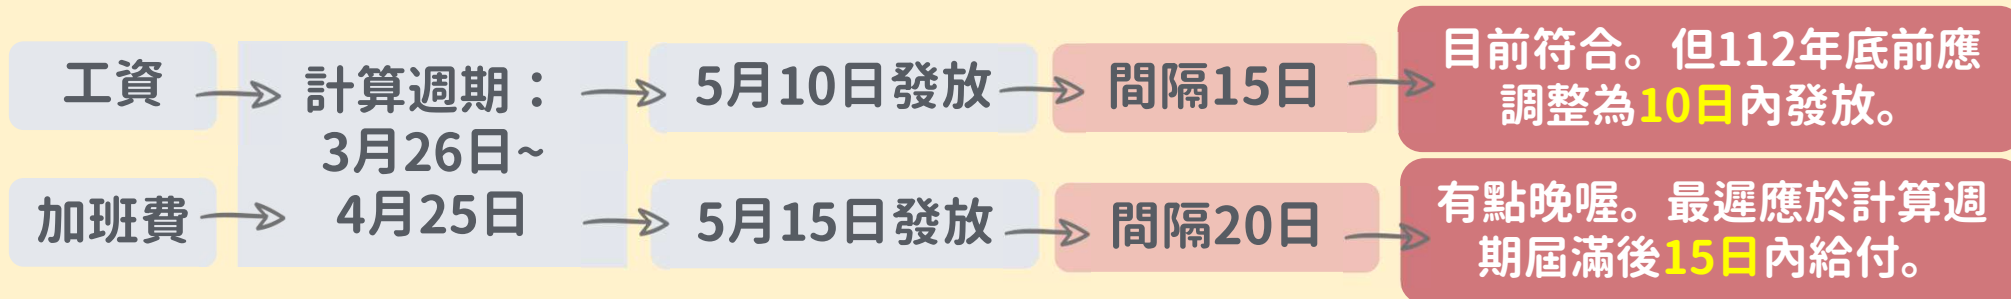 工資
計算週期：
3月26日~
4月25日
5月10日發放
間隔15日
目前符合。但112年底前應
調整為10日內發放。
加班費
5月15日發放
間隔20日
有點晚喔。最遲應於計算週
期屆滿後15日內給付。